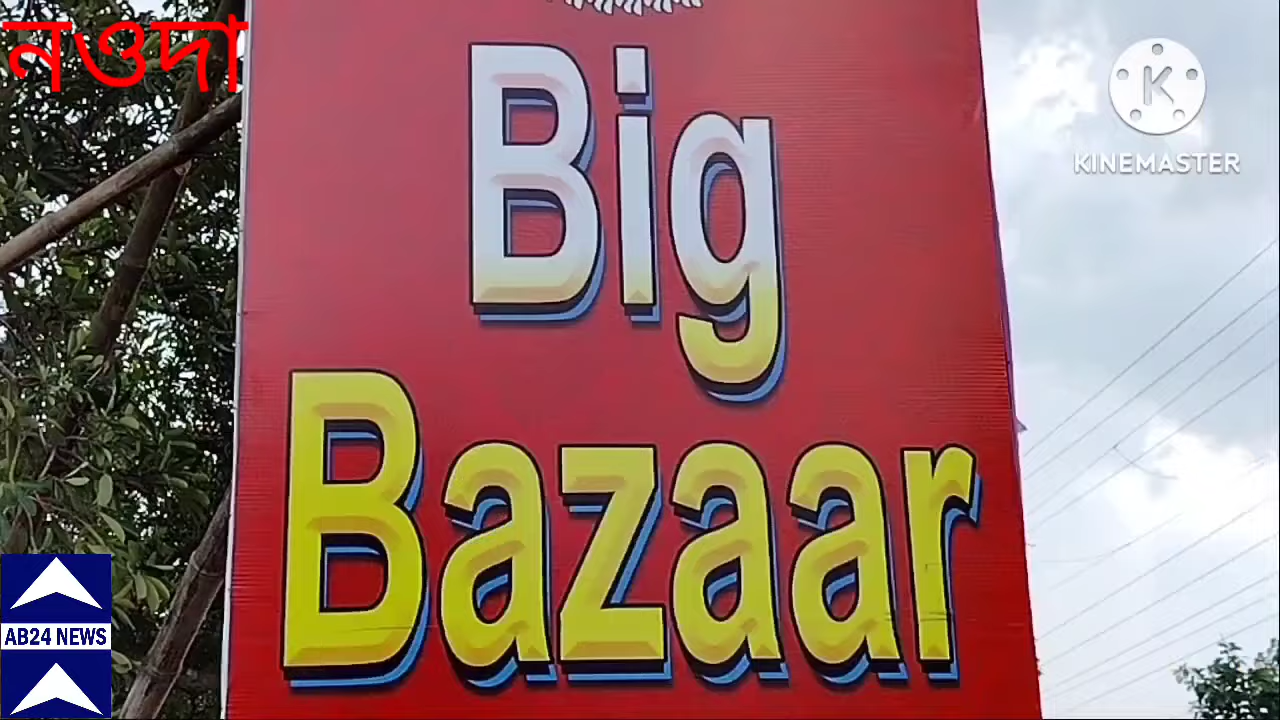 নওদা
Big
Bazaar
K
KINEMASTER
AB24 NEWS